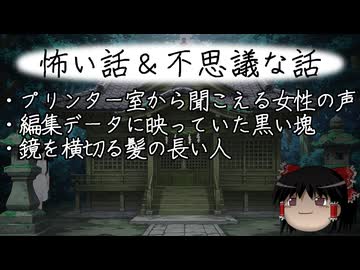 怖い話＆不思議な話
・プリンター室から聞こえる女性の声
・編集データに映っていた黒い塊
・鏡を横切る髪の長い人